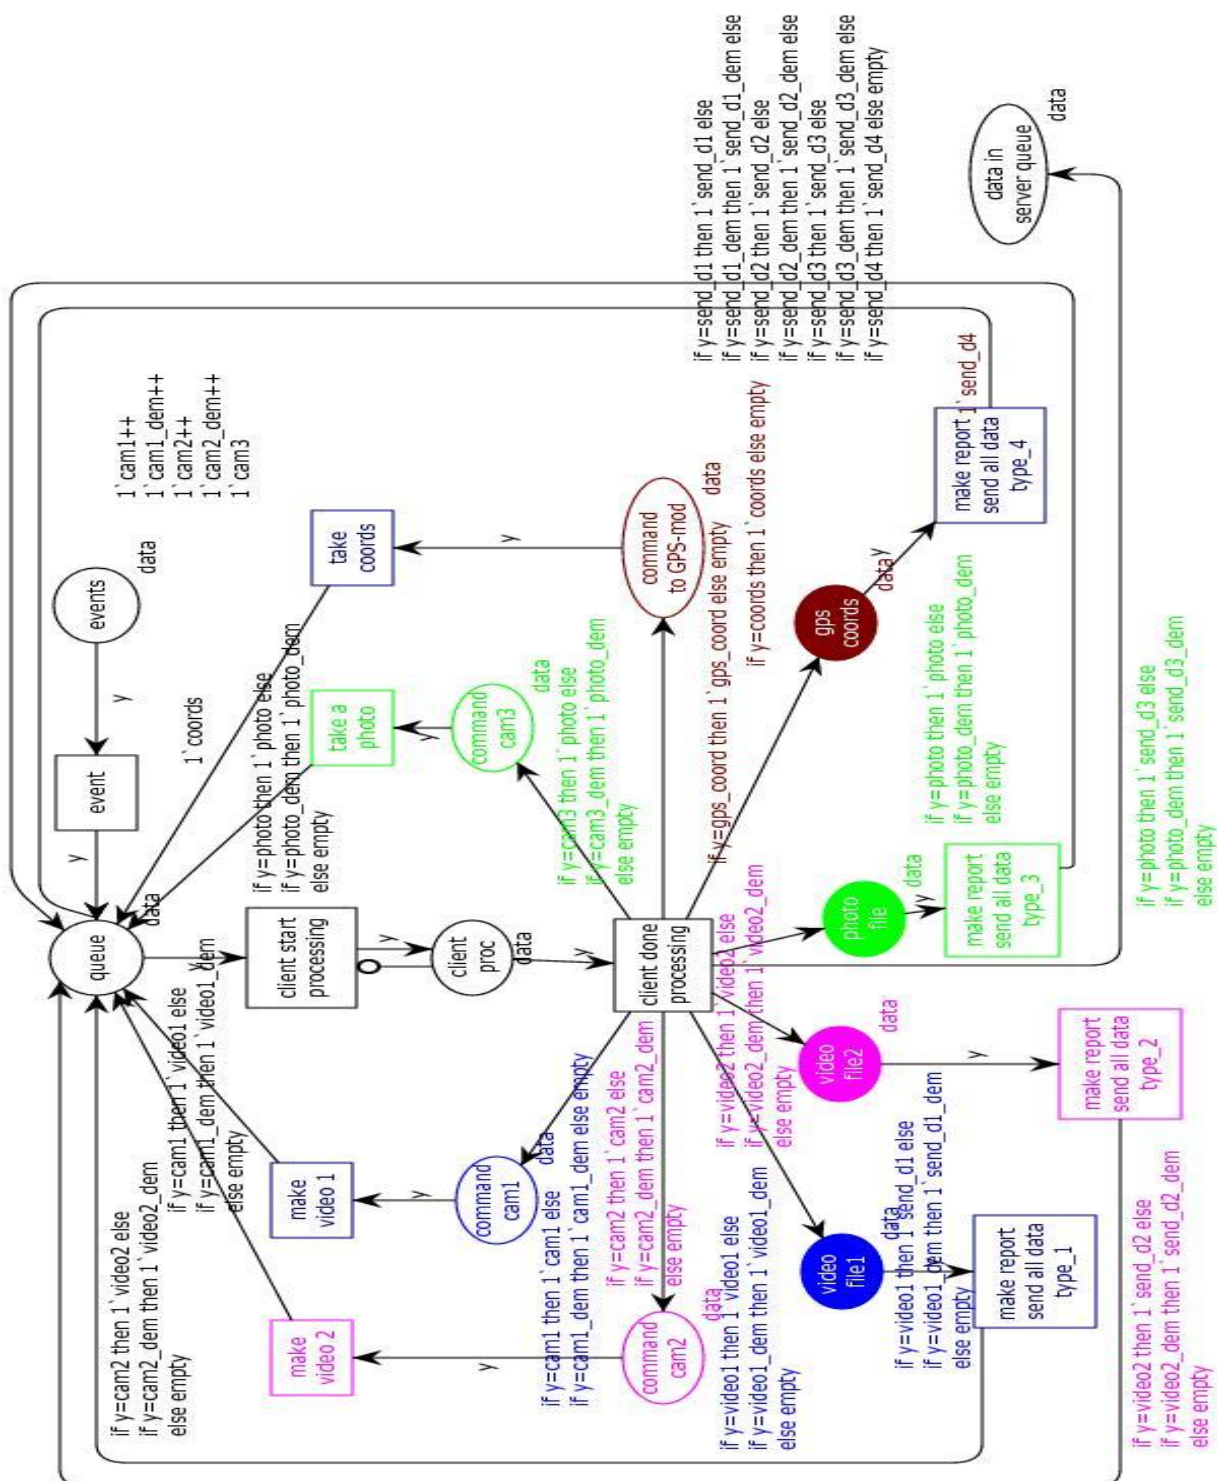 events
data
1`cam1++
1`cam1_dem++
1`cam2++
1`cam2_dem++
1`cam3
y
event
y
queue
data
1`coords
take
coords
y
command
to GPS-mod
data
if y=photo then 1`photo else
if y=photo_dem then 1`photo_dem
else empty
take a
photo
y
command
cam3
data
if y=cam3 then 1`photo else
if y=cam3_dem then 1`photo_dem
else empty
y
client start
processing
y
client
proc
data
y
client done
processing
if y=cam1 then 1`video1 else
if y=cam1_dem then 1`video1_dem
else empty
make
video 1
y
command
cam1
data
if y=cam1 then 1`cam1 else
if y=cam1_dem then 1`cam1_dem else empty
if y=cam2 then 1`video2 else
if y=cam2_dem then 1`video2_dem
else empty
make
video 2
y
command
cam2
data
if y=cam2 then 1`cam2 else
if y=cam2_dem then 1`cam2_dem
else empty
if y=gps_coord then 1`gps_coord else empty
if y=coords then 1`coords else empty
gps
coords
data
y
make report
send all data
type_4
1`send_d4
if y=send_d1 then 1`send_d1 else
if y=send_d1_dem then 1`send_d1_dem else
if y=send_d2 then 1`send_d2 else
if y=send_d2_dem then 1`send_d2_dem else
if y=send_d3 then 1`send_d3 else
if y=send_d3_dem then 1`send_d3_dem else
if y=send_d4 then 1`send_d4 else empty
data in
server queue
data
if y=photo then 1`photo else
if y=photo_dem then 1`photo_dem
else empty
photo
file
data
y
make report
send all data
type_3
if y=photo then 1`send_d3 else
if y=photo_dem then 1`send_d3_dem
else empty
if y=video2 then 1`video2 else
if y=video2_dem then 1`video2_dem
else empty
video
file2
data
y
make report
send all data
type_2
if y=video2 then 1`send_d2 else
if y=video2_dem then 1`send_d2_dem
else empty
if y=video1 then 1`video1 else
if y=video1_dem then 1`video1_dem
else empty
video
file1
data
if y=video1 then 1`send_d1 else
if y=video1_dem then 1`send_d1_dem
else empty
make report
send all data
type_1